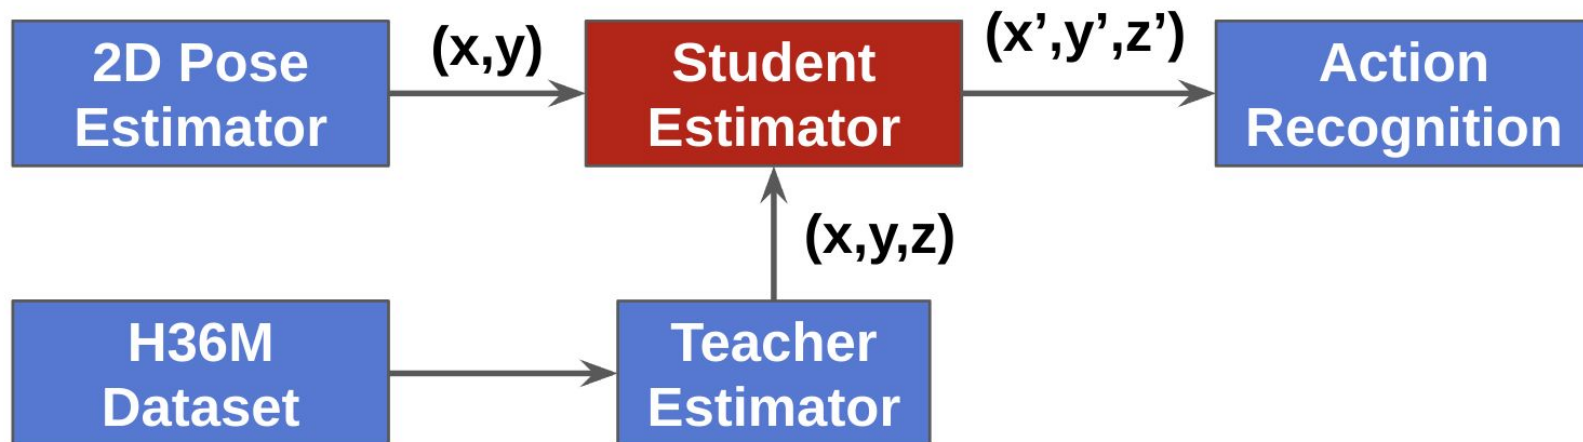 2D Pose
Estimator
(x,y)
Student
Estimator
(x’,y’,z’)
Action
Recognition
(x,y,z)
H36M
Dataset
Teacher
Estimator